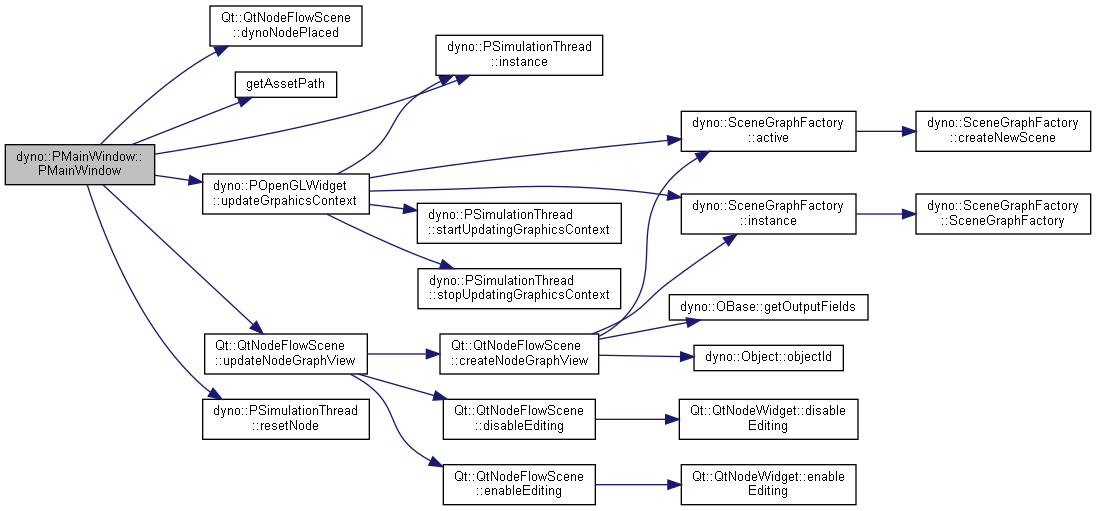 Qt::QtNodeFlowScene
::dynoNodePlaced
dyno::PSimulationThread
::instance
getAssetPath
dyno::SceneGraphFactory
::active
dyno::SceneGraphFactory
::createNewScene
dyno::PMainWindow::
PMainWindow
dyno::POpenGLWidget
::updateGrpahicsContext
dyno::PSimulationThread
::startUpdatingGraphicsContext
dyno::SceneGraphFactory
::instance
dyno::SceneGraphFactory
::SceneGraphFactory
dyno::PSimulationThread
::stopUpdatingGraphicsContext
dyno::OBase::getOutputFields
Qt::QtNodeFlowScene
::updateNodeGraphView
Qt::QtNodeFlowScene
::createNodeGraphView
dyno::Object::objectId
dyno::PSimulationThread
::resetNode
Qt::QtNodeFlowScene
::disableEditing
Qt::QtNodeWidget::disable
Editing
Qt::QtNodeFlowScene
::enableEditing
Qt::QtNodeWidget::enable
Editing